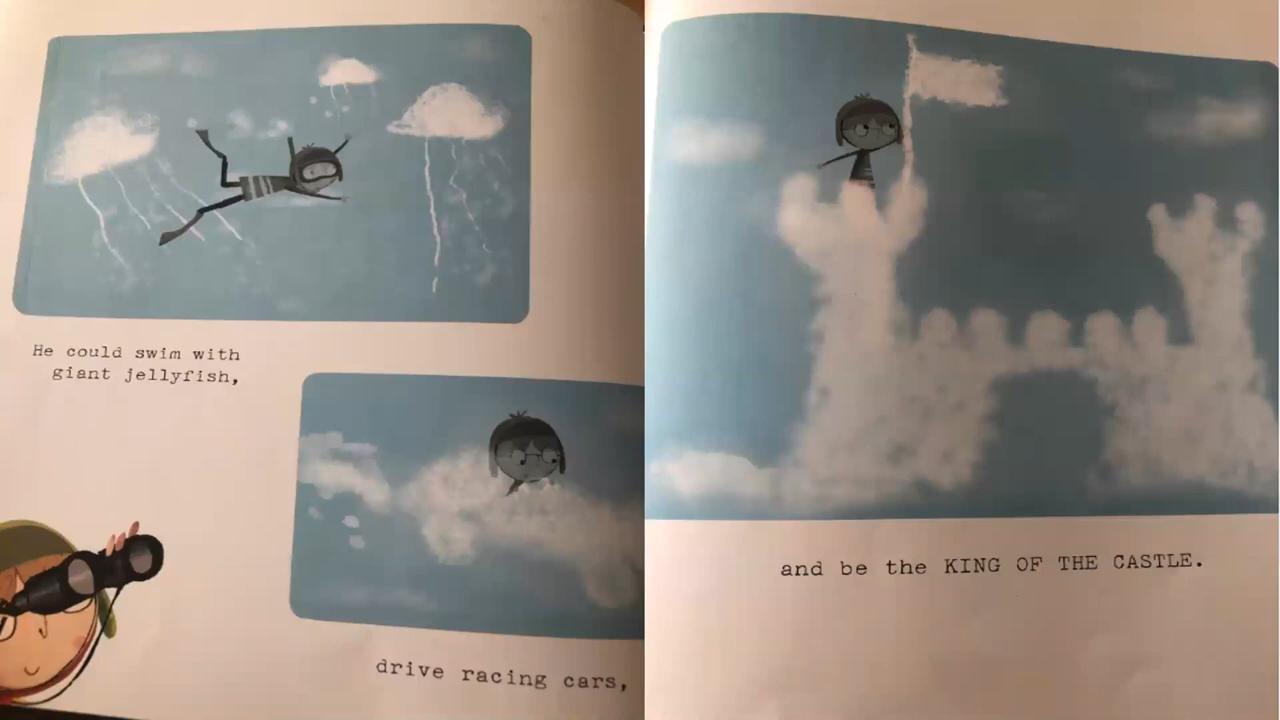 He could swim with
giant jellyfish,
drive racing cars,
and be the KING OF THE CASTLE.